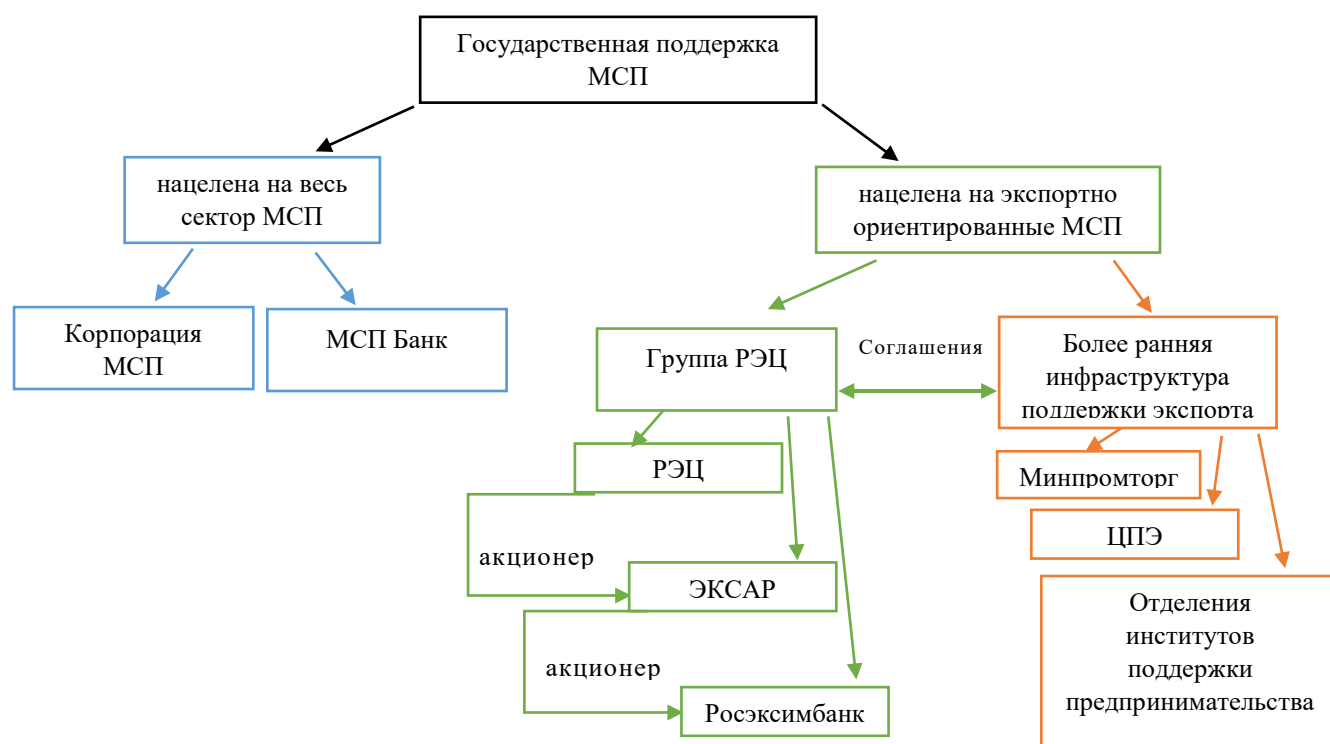 Государственная поддержка
МСП
нацелена на весь
сектор МСП
нацелена на экспортно
ориентированные МСП
Корпорация
МСП
МСП Банк
Группа РЭЦ
Соглашения
Более ранняя
инфраструктура
поддержки экспорта
РЭЦ
Минпромторг
ЦПЭ
акционер
ЭКСАР
Отделения
институтов
поддержки
предпринимательства
акционер
Росэксимбанк